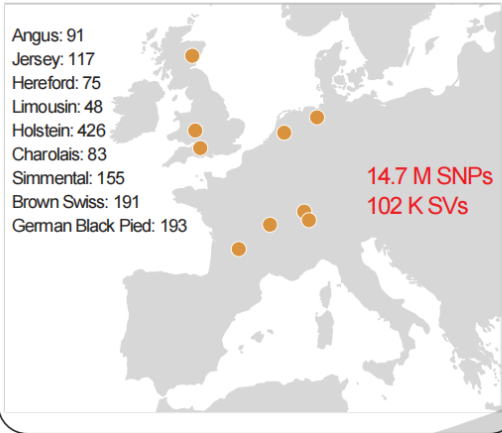 Angus: 91
Jersey: 117
Hereford: 75
Limousin: 48
Holstein: 426
Charolais: 83
Simmental: 155
Brown Swiss: 191
German Black Pied: 193
14.7 M SNPs
102 K SVs